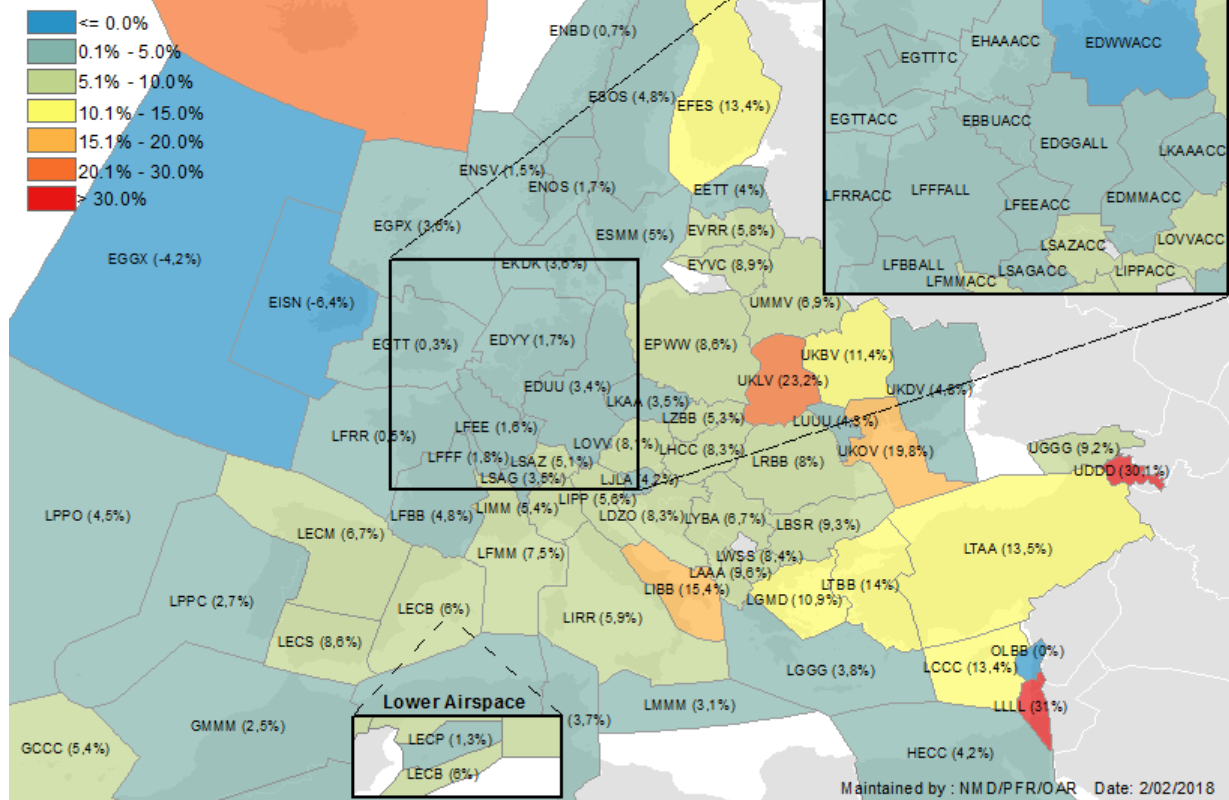 <= 0.0%
0.1% - 5.0%
5.1% - 10.0%
10.1% - 15.0%
15.1% - 20.0%
20.1% - 30.0%
> 30.0%
ENBD (0,7%)
ESOS (4,8%)
EFES (13,4%)
ENSV (1,5%)
ENOS (1,7%)
EETT (4%)
EGPX (3,6%)
ESMM (5%)
EVRR (5,8%)
EGGX (-4,2%)
EKDK (3,6%)
EYVC (8,9%)
EISN (-6,4%)
UMMV (6,9%)
EGTT (0,3%)
EDYY (1,7%)
EPWW (8,6%)
UKBV (11,4%)
EDUU (3,4%)
UKLV (23,2%)
UKDV (4,8%)
LKAA (3,5%)
LZBB (5,3%)
LUUU (4,3%)
LFRR (0,5%)
LFEE (1,6%)
LOVV (8,1%)
LHCC (8,3%)
UKOV (19,8%)
UGGG (9,2%)
LFFF (1,8%)
LSAZ (5,1%)
LRBB (8%)
UDDD (30,1%)
LSAG (3,5%)
LJLA (4,2%)
LPPO (4,5%)
LFBB (4,8%)
LIMM (5,4%)
LIPP (5,6%)
LDZO (8,3%)
LYBA (6,7%)
LBSR (9,3%)
LECM (6,7%)
LFMM (7,5%)
LWSS (8,4%)
LTAA (13,5%)
LAAA (9,6%)
LIBB (15,4%)
LTBB (14%)
LPPC (2,7%)
LECB (6%)
LIRR (5,9%)
LGMD (10,9%)
LECS (8,6%)
OLBB (0%)
LGGG (3,8%)
LCCC (13,4%)
Lower Airspace
LMMM (3,1%)
LLLL (31%)
GMMM (2,5%)
(3,7%)
GCCC (5,4%)
LECP (1,3%)
LECB (6%)
HECC (4,2%)
Maintained by : NMD/PFR/OAR Date: 2/02/2018
EHAAACC
EDWWACC
EGTTTC
EGTTACC
EBBUACC
EDGGALL
LKAAACC
LFRRACC
LFFFALL
LFEEACC
EDMMACC
LSAZACC
LOVVACC
LFBBALL
LSAGACC
LIPPACC
LFMMACC